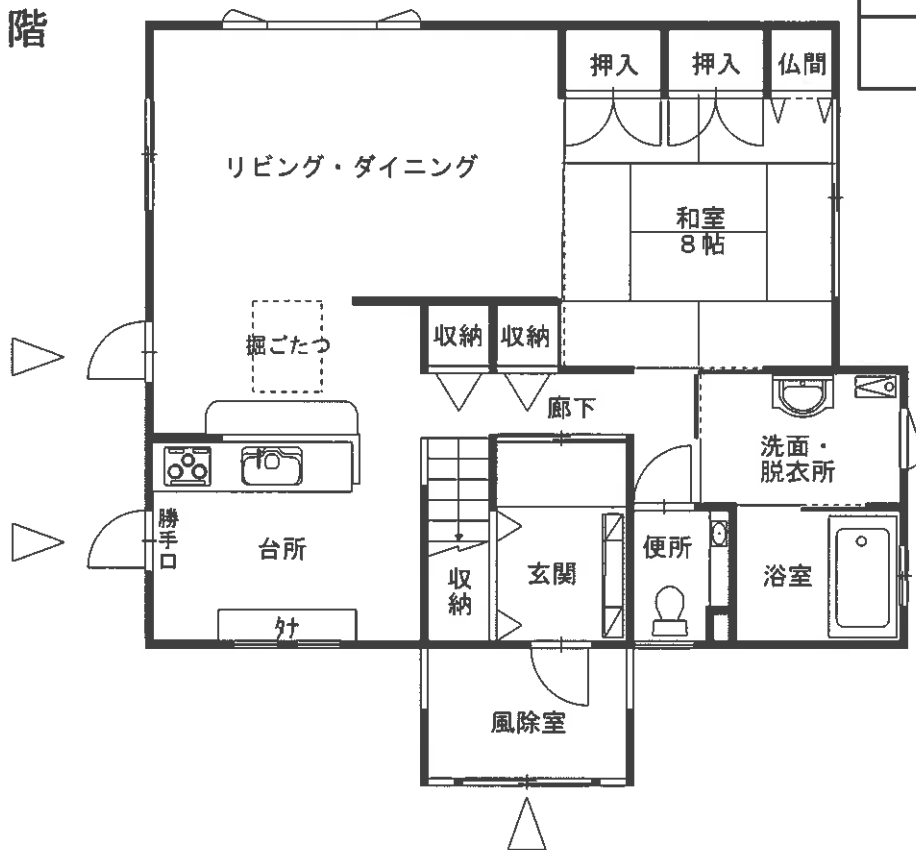 階
押入
押入
仏間
リビング・ダイニング
和室
8帖
掘ごたつ
収納
収納
廊下
洗面・
脱衣所
勝手口
台所
収納
玄関
便所
浴室
タナ
風除室